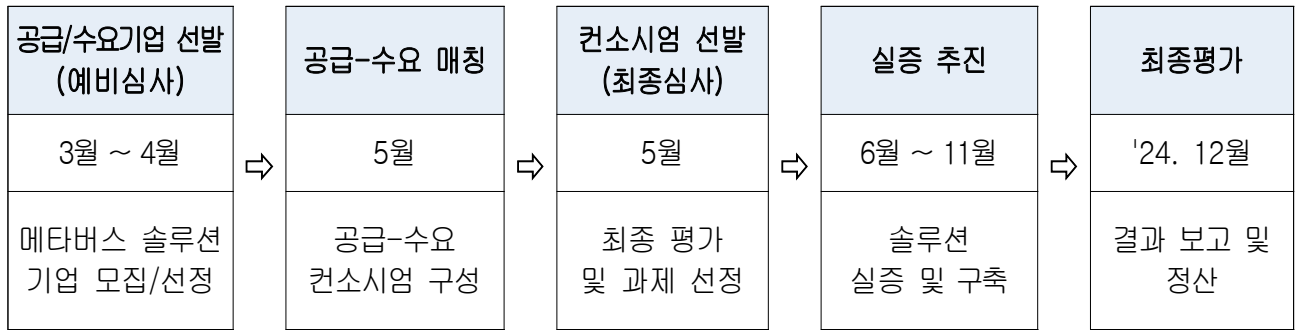 공급/수요기업 선발
(예비심사)
3월 ~ 4월
메타버스 솔루션
기업 모집/선정
⇨
공급-수요 매칭
5월
공급-수요
컨소시엄 구성
⇨
컨소시엄 선발
(최종심사)
5월
최종 평가
및 과제 선정
⇨
실증 추진
6월 ~ 11월
솔루션
실증 및 구축
⇨
최종평가
'24. 12월
결과 보고 및
정산